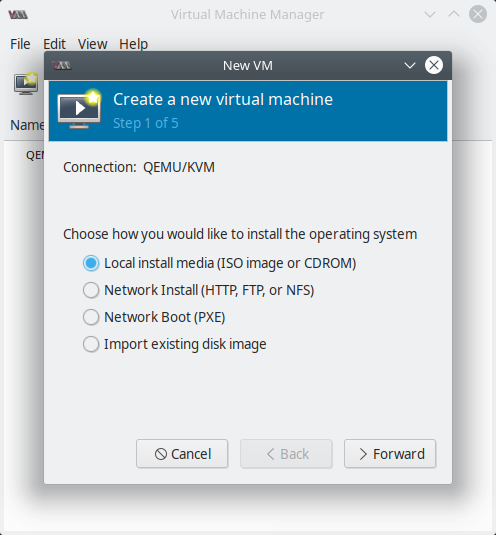 Virtual Machine Manager
File Edit View Help
New VM
Create a new virtual machine
Step 1 of 5
Name
Connection: QEMU/KVM
Choose how you would like to install the operating system
Local install media (ISO image or CDROM)
Network Install (HTTP, FTP, or NFS)
Network Boot (PXE)
Import existing disk image
Cancel Back Forward